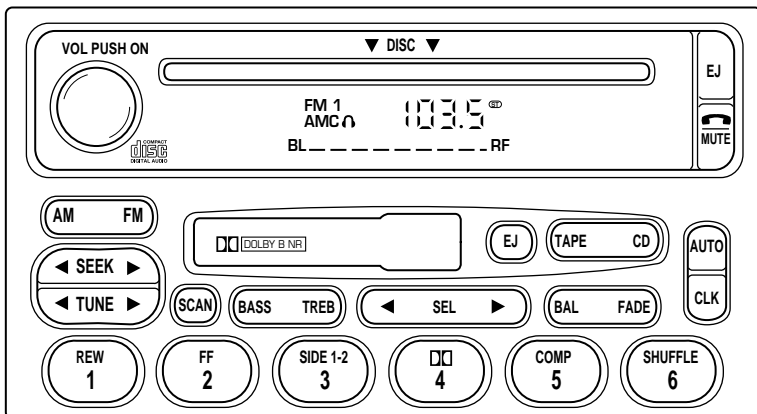 VOL PUSH ON
▼ DISC ▼
EJ
FM 1
AMC
103.5 ST
COMPACT
disc
DIGITAL AUDIO
BL RF
MUTE
AM FM
DOLBY B NR
EJ
TAPE CD
AUTO
◀ SEEK ▶
◀ TUNE ▶
SCAN
BASS TREB
◀ SEL ▶
BAL FADE
CLK
REW
1
FF
2
SIDE 1-2
3
4
COMP
5
SHUFFLE
6